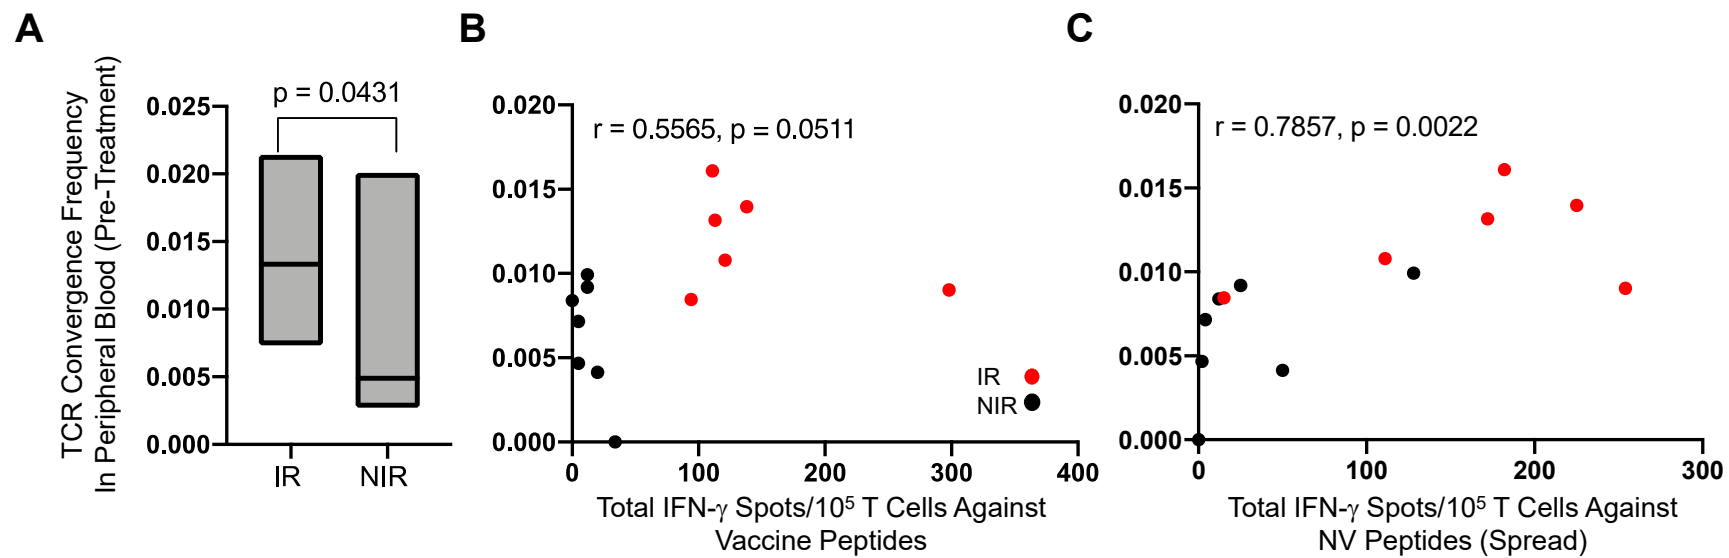 A
TCR Convergence Frequency
In Peripheral Blood (Pre-Treatment)
0.025
0.020
0.015
0.010
0.005
0.000
p = 0.0431
IR
NIR
B
0.020
0.015
0.010
0.005
0.000
r = 0.5565, p = 0.0511
IR
NIR
0 100 200 300 400
Total IFN-γ Spots/10⁵ T Cells Against
Vaccine Peptides
C
0.020
0.015
0.010
0.005
0.000
r = 0.7857, p = 0.0022
0 100 200 300
Total IFN-γ Spots/10⁵ T Cells Against
NV Peptides (Spread)